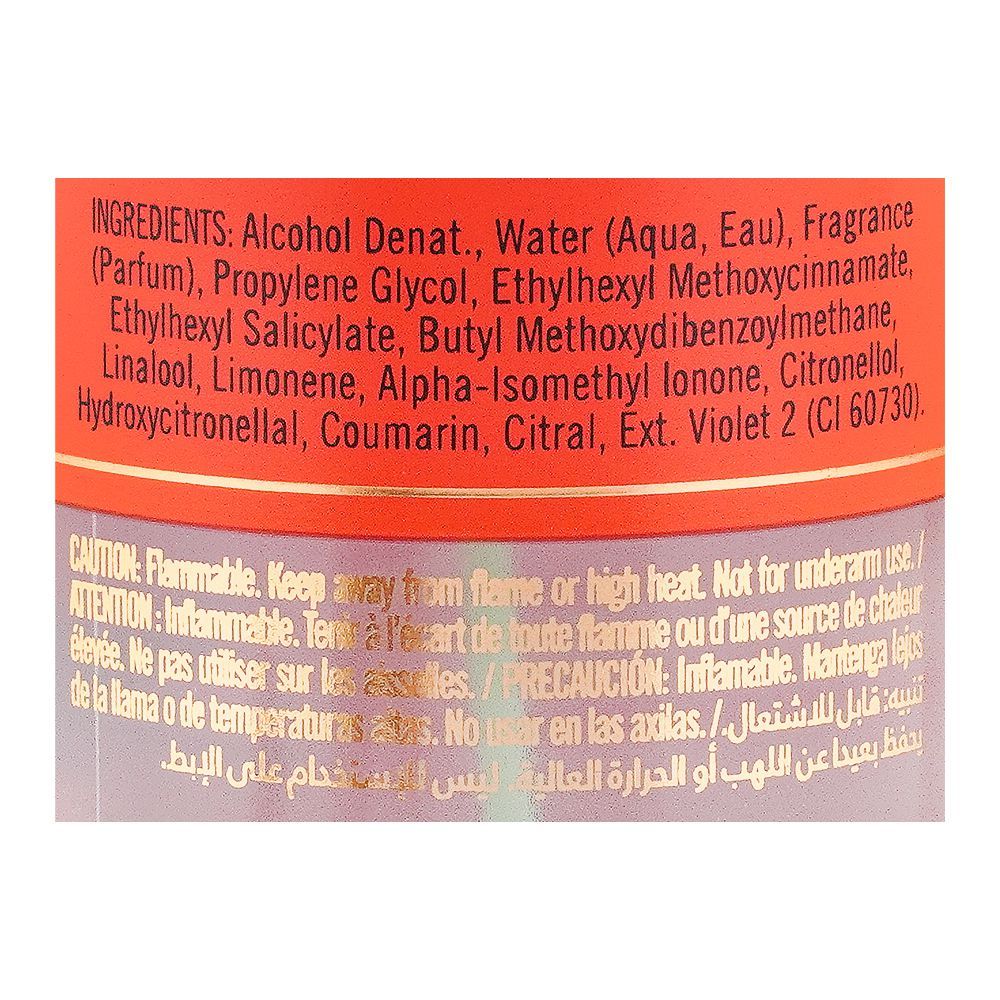 INGREDIENTS: Alcohol Denat., Water (Aqua, Eau), Fragrance
(Parfum), Propylene Glycol, Ethylhexyl Methoxycinnamate,
Ethylhexyl Salicylate, Butyl Methoxydibenzoylmethane,
Linalool, Limonene, Alpha-Isomethyl Ionone, Citronellol,
Hydroxycitronellal, Coumarin, Citral, Ext. Violet 2 (CI 60730).
CAUTION: Flammable. Keep away from flame or high heat. Not for underarm use. /
ATTENTION : Inflammable. Tenir à l'écart de toute flamme ou d'une source de chaleur
élevée. Ne pas utiliser sur les aisselles. / PRECAUCIÓN: Inflamable. Mantenga lejos
de la llama o de temperaturas altas. No usar en las axilas. / تنبيه: قابل للاشتعال.
يحفظ بعيدا عن اللهب أو الحرارة العالية. ليس للإستخدام على الإبط.